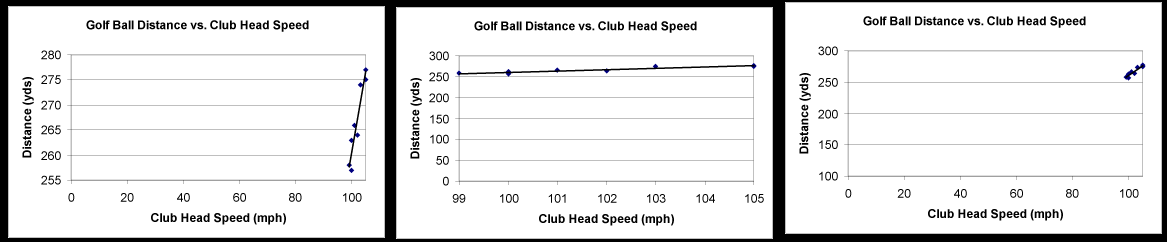 Golf Ball Distance vs. Club Head Speed
Distance (yds)
280
275
270
265
260
255
0 20 40 60 80 100
Club Head Speed (mph)
Golf Ball Distance vs. Club Head Speed
Distance (yds)
300
250
200
150
100
50
0
99 100 101 102 103 104 105
Club Head Speed (mph)
Golf Ball Distance vs. Club Head Speed
Distance (yds)
300
250
200
150
100
0 20 40 60 80 100
Club Head Speed (mph)